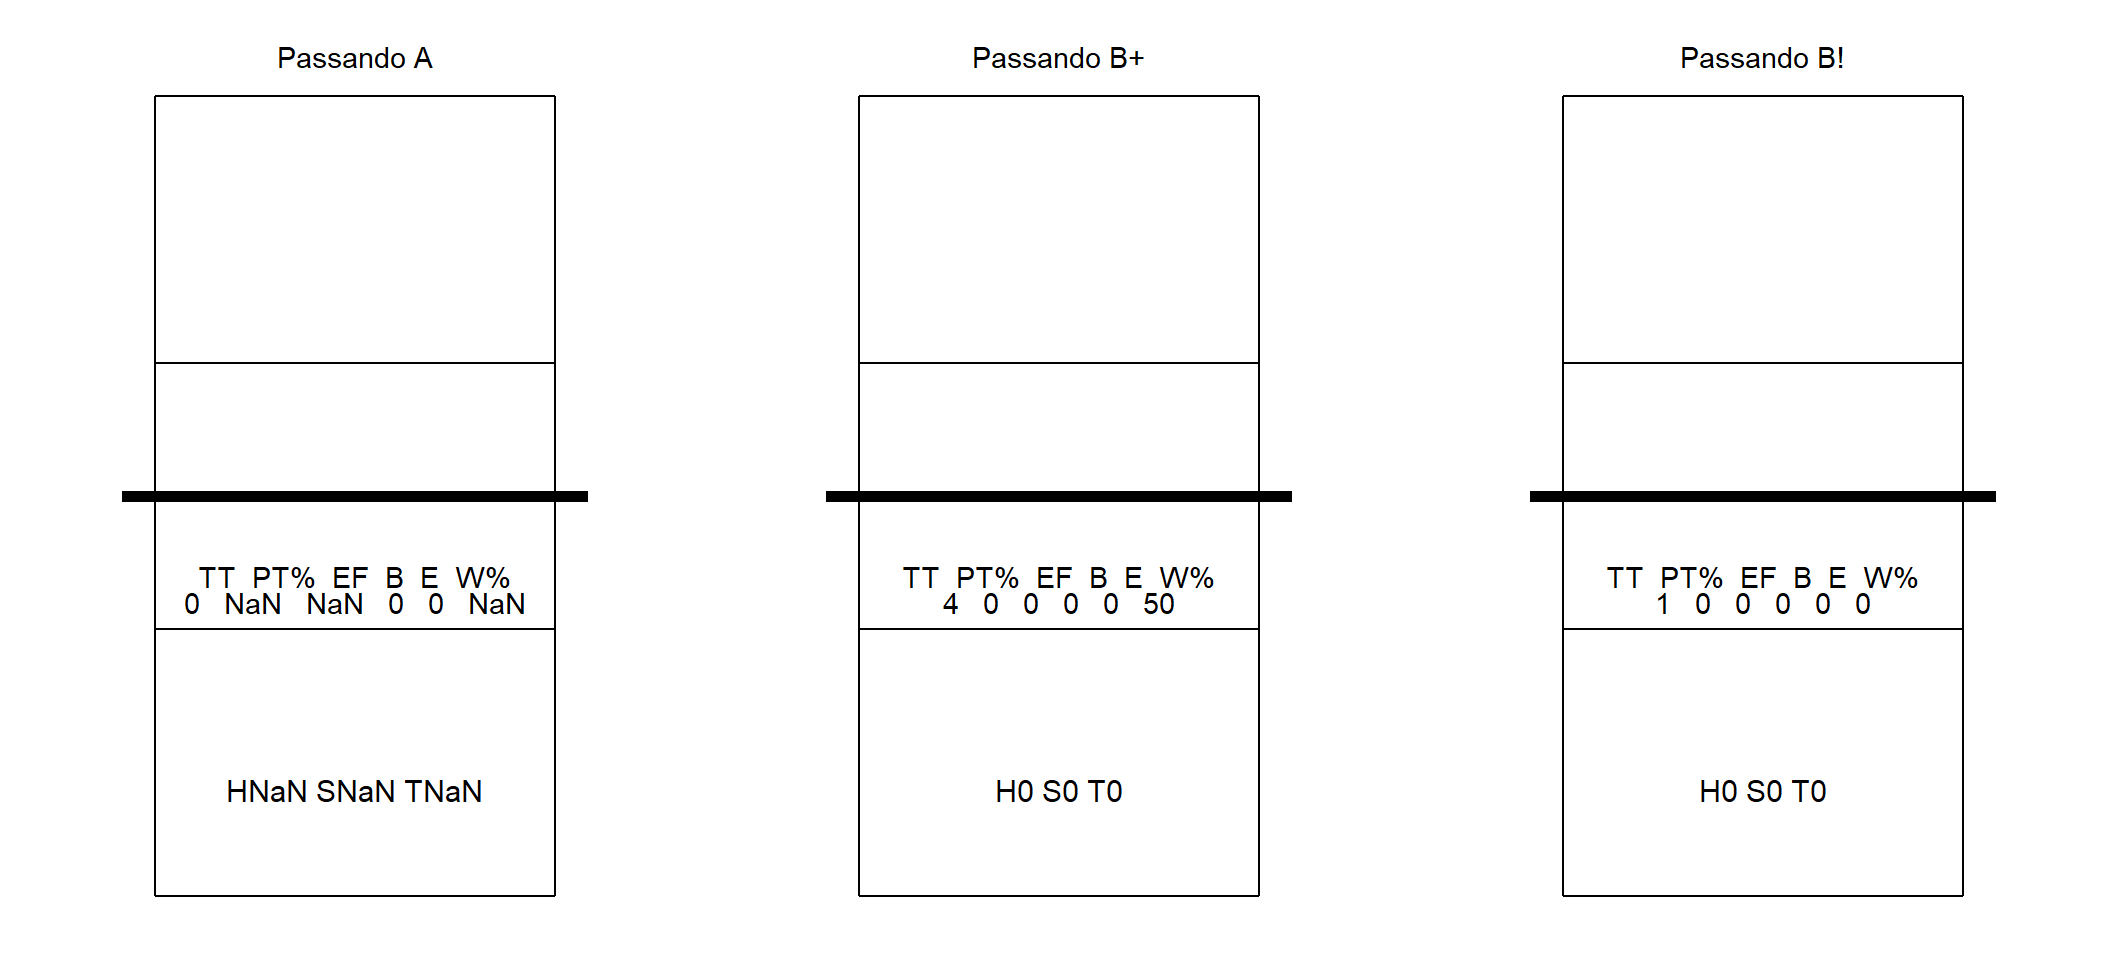 Passando A
TT PT% EF B E W%
0 NaN NaN 0 0 NaN
HNaN SNaN TNaN
Passando B+
TT PT% EF B E W%
4 0 0 0 0 50
H0 S0 T0
Passando B!
TT PT% EF B E W%
1 0 0 0 0 0
H0 S0 T0